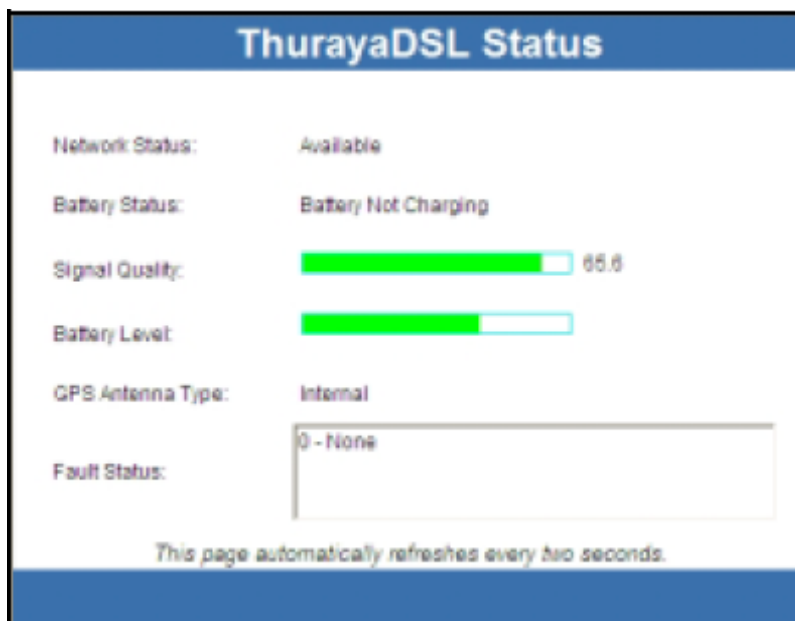 ThurayaDSL Status
Network Status: Available
Battery Status: Battery Not Charging
Signal Quality: 65.6
Battery Level:
GPS Antenna Type: Internal
0 - None
Fault Status:
This page automatically refreshes every two seconds.